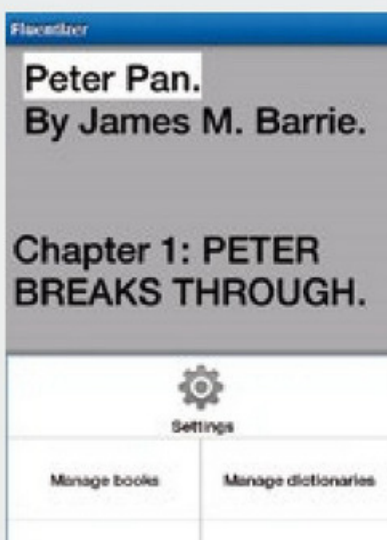 Fluentizer
Peter Pan.
By James M. Barrie.
Chapter 1: PETER
BREAKS THROUGH.
Settings
Manage books
Manage dictionaries